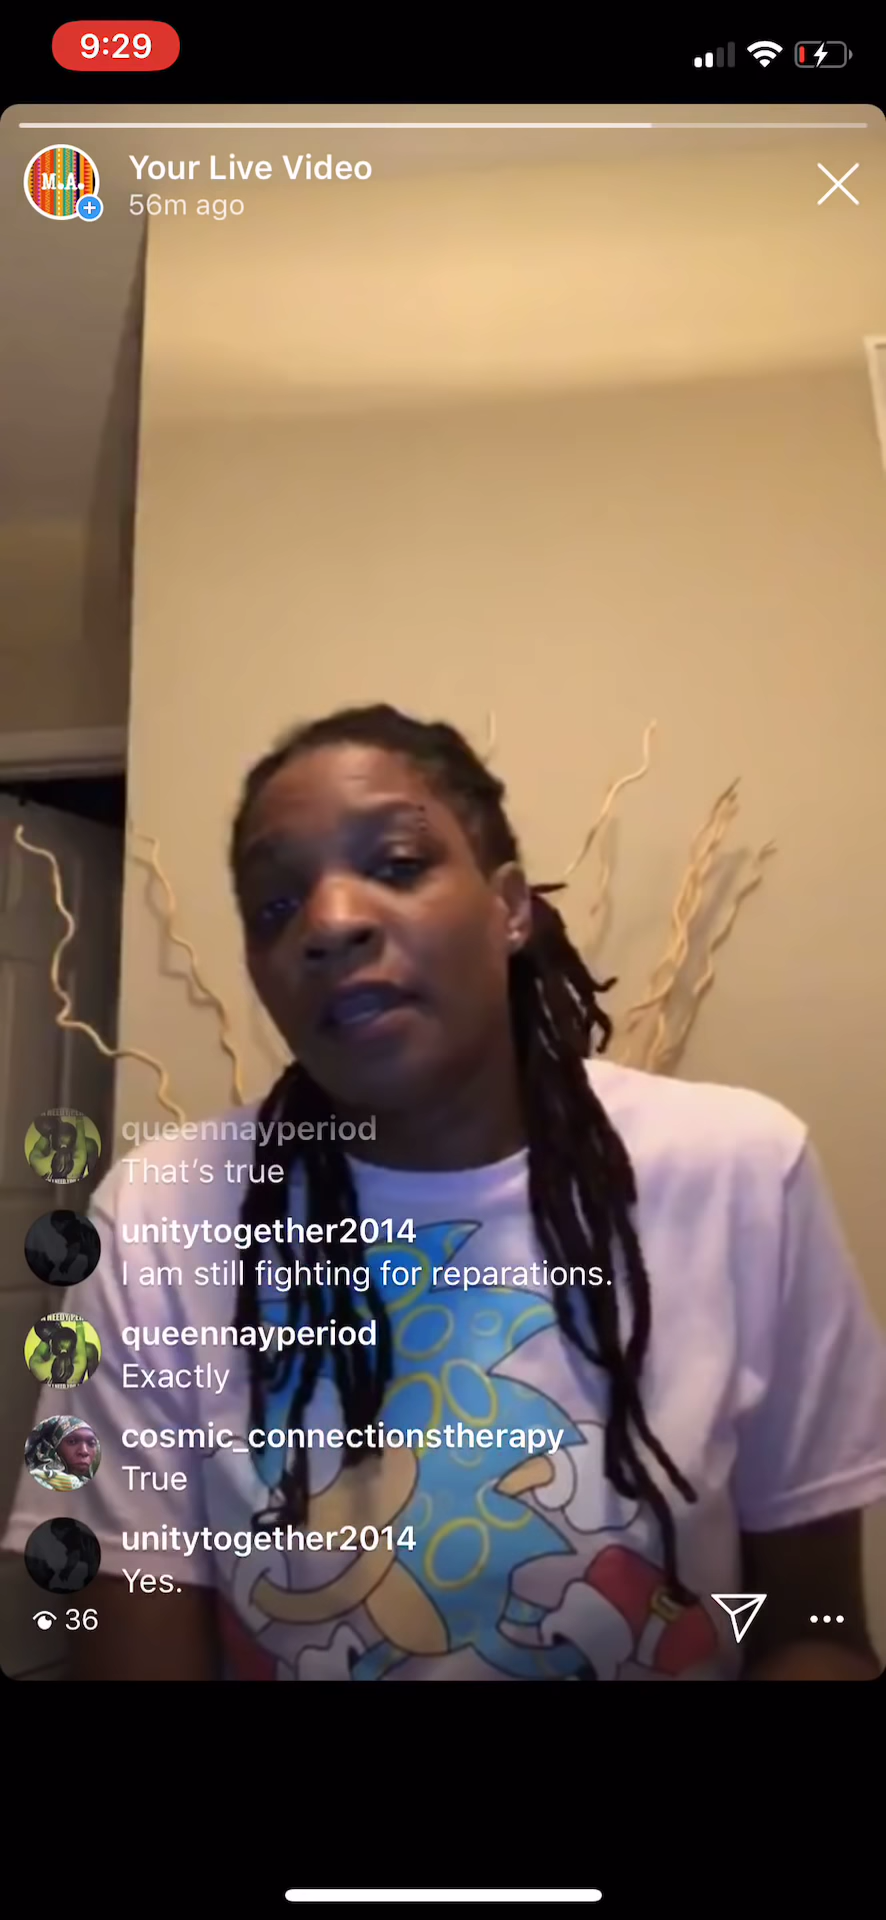 9:29
M.A.
Your Live Video
56m ago
queennayperiod
That's true
unitytogether2014
I am still fighting for reparations.
queennayperiod
Exactly
cosmic_connectionstherapy
True
unitytogether2014
Yes.
36